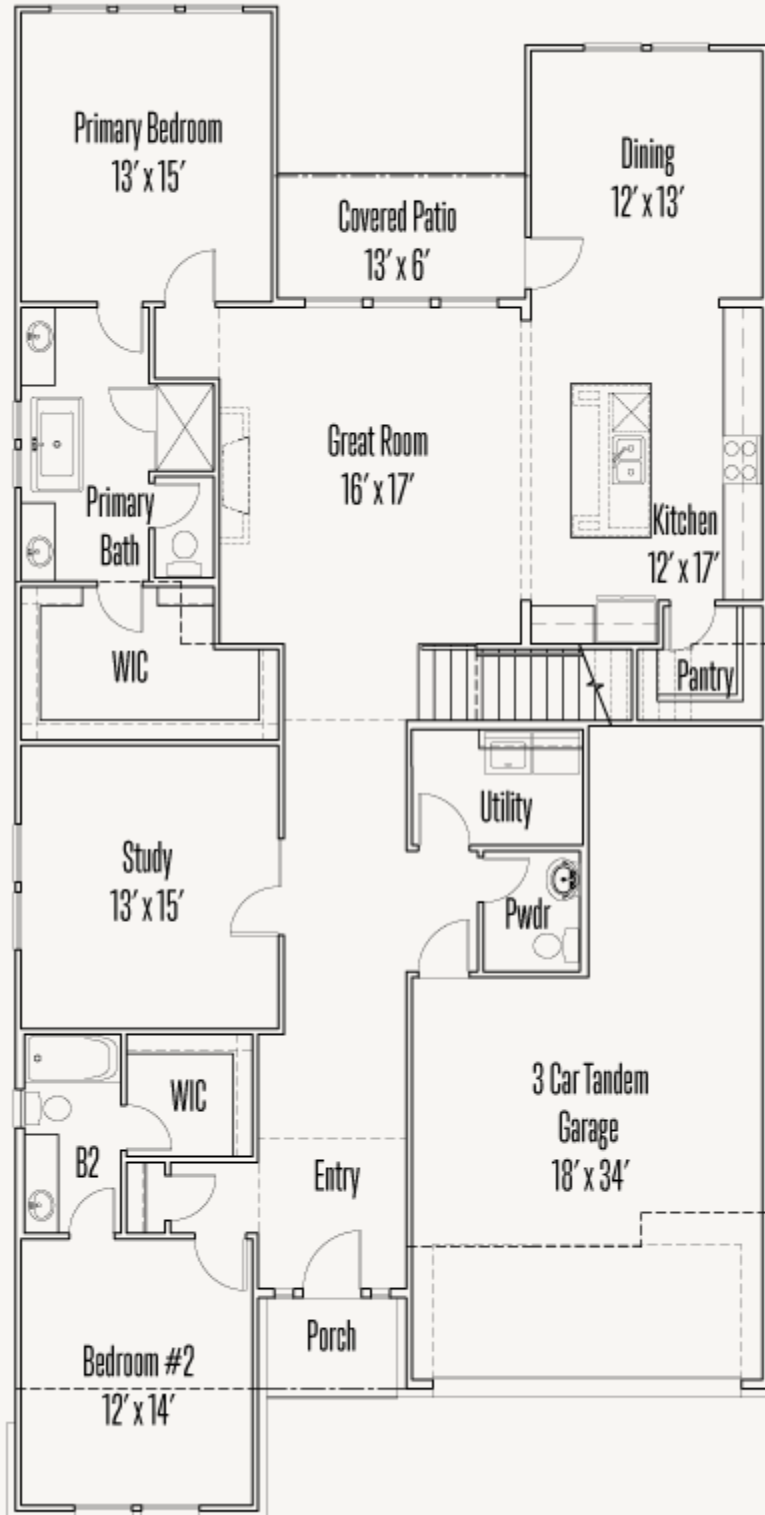 Primary Bedroom
13' x 15'
Dining
12' x 13'
Covered Patio
13' x 6'
Great Room
16' x 17'
Primary
Bath
Kitchen
12' x 17'
WIC
Pantry
Utility
Study
13' x 15'
Pwdr
3 Car Tandem
Garage
18' x 34'
WIC
B2
Entry
Porch
Bedroom #2
12' x 14'